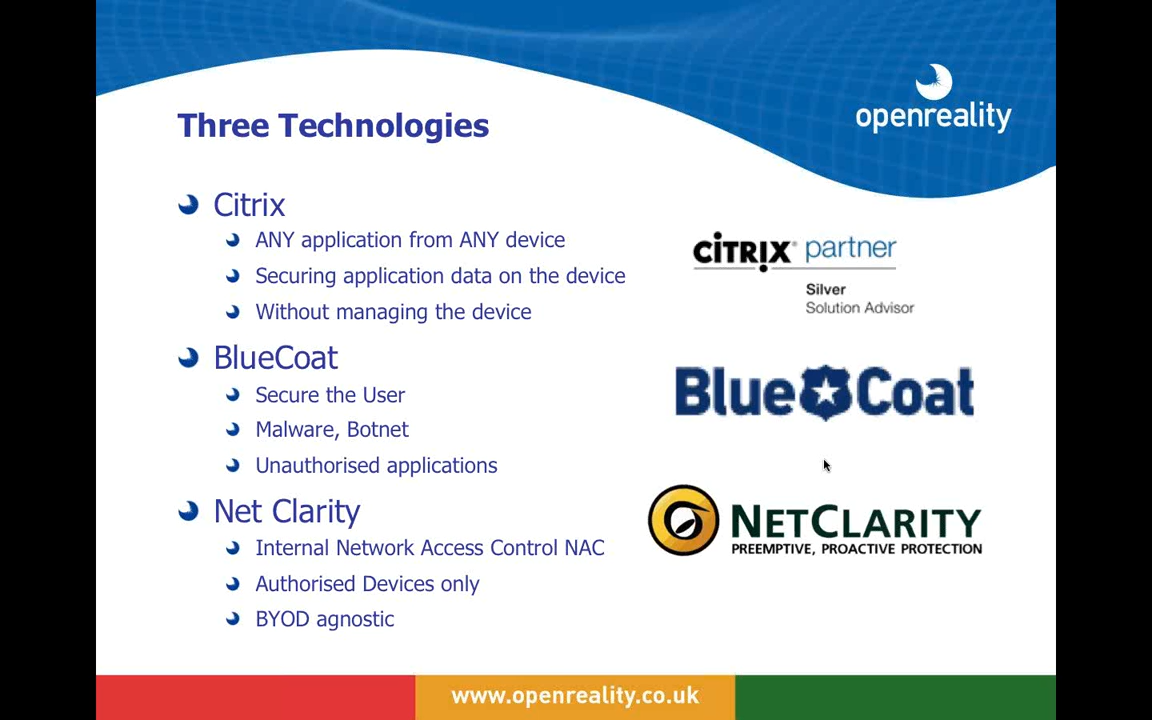 openreality
Three Technologies
Citrix
ANY application from ANY device
Securing application data on the device
Without managing the device
BlueCoat
Secure the User
Malware, Botnet
Unauthorised applications
Net Clarity
Internal Network Access Control NAC
Authorised Devices only
BYOD agnostic
CITRIX® partner
Silver
Solution Advisor
Blue Coat
NETCLARITY
PREEMPTIVE, PROACTIVE PROTECTION
www.openreality.co.uk